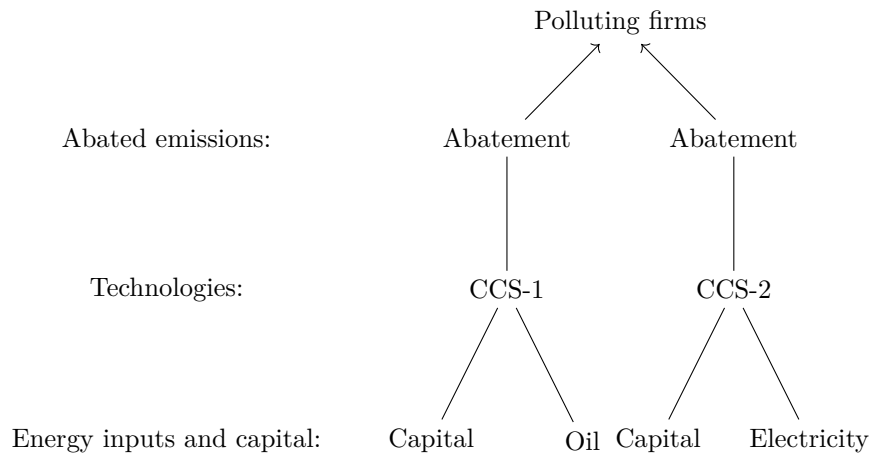 Polluting firms
Abated emissions: Abatement Abatement
Technologies: CCS-1 CCS-2
Energy inputs and capital: Capital Oil Capital Electricity